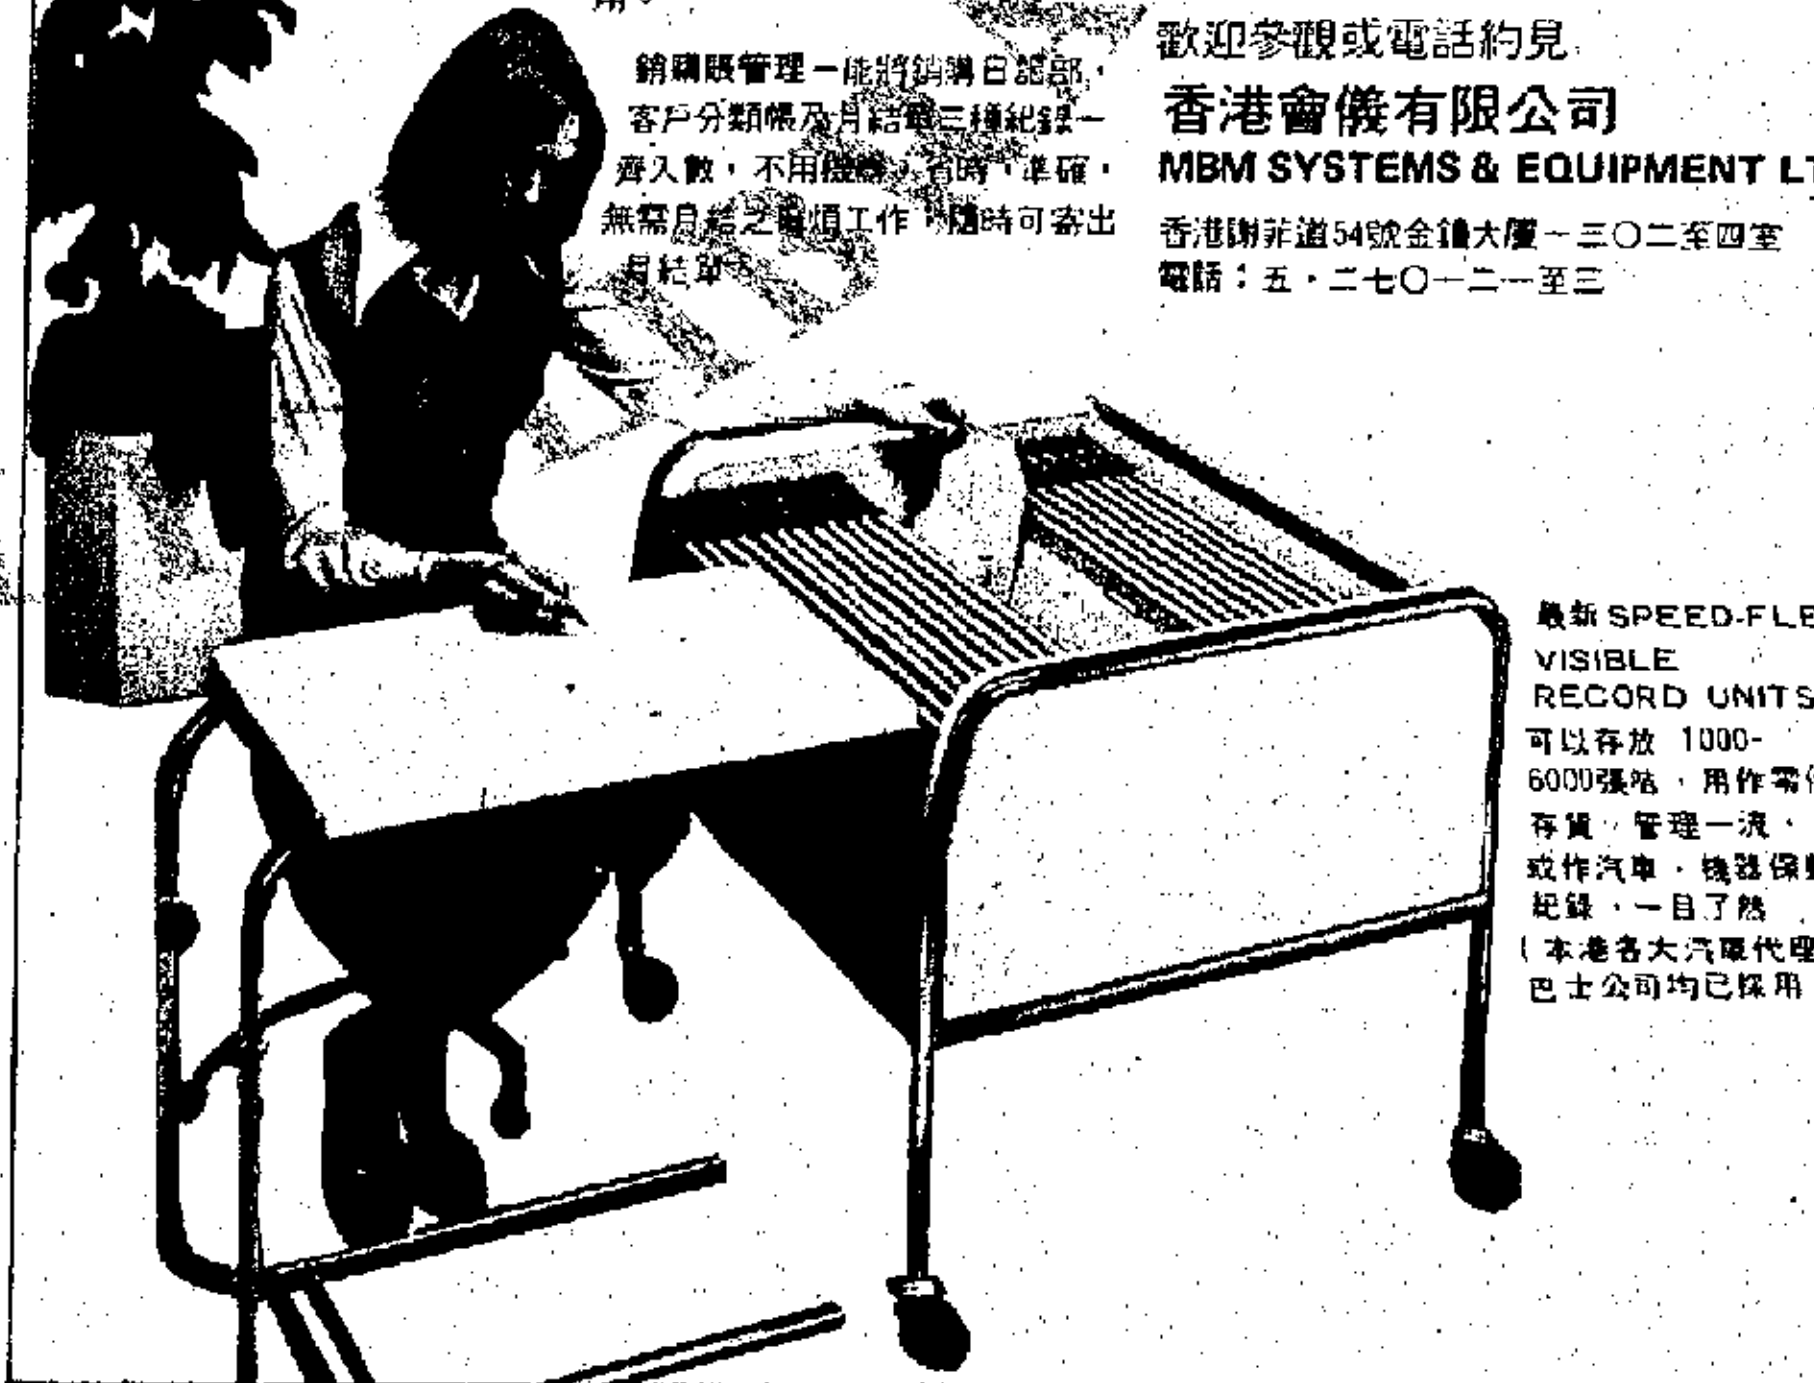 用。
銷購賬管理－能將銷購日記部，
客戶分類帳及月結單三種紀錄一
齊入數，不用機器，省時，準確，
無需月結之麻煩工作，隨時可寄出
月結單
歡迎參觀或電話約見
香港會儀有限公司
MBM SYSTEMS & EQUIPMENT LT
香港謝菲道54號金鐘大廈一三〇二至四室
電話：五・二七〇一二一至三
最新 SPEED-FLE
VISIBLE
RECORD UNITS
可以存放 1000-
6000張咭，用作零件
存貨，管理一流，
或作汽車，機器保
紀錄，一目了然
(本港各大汽車代理
巴士公司均已採用